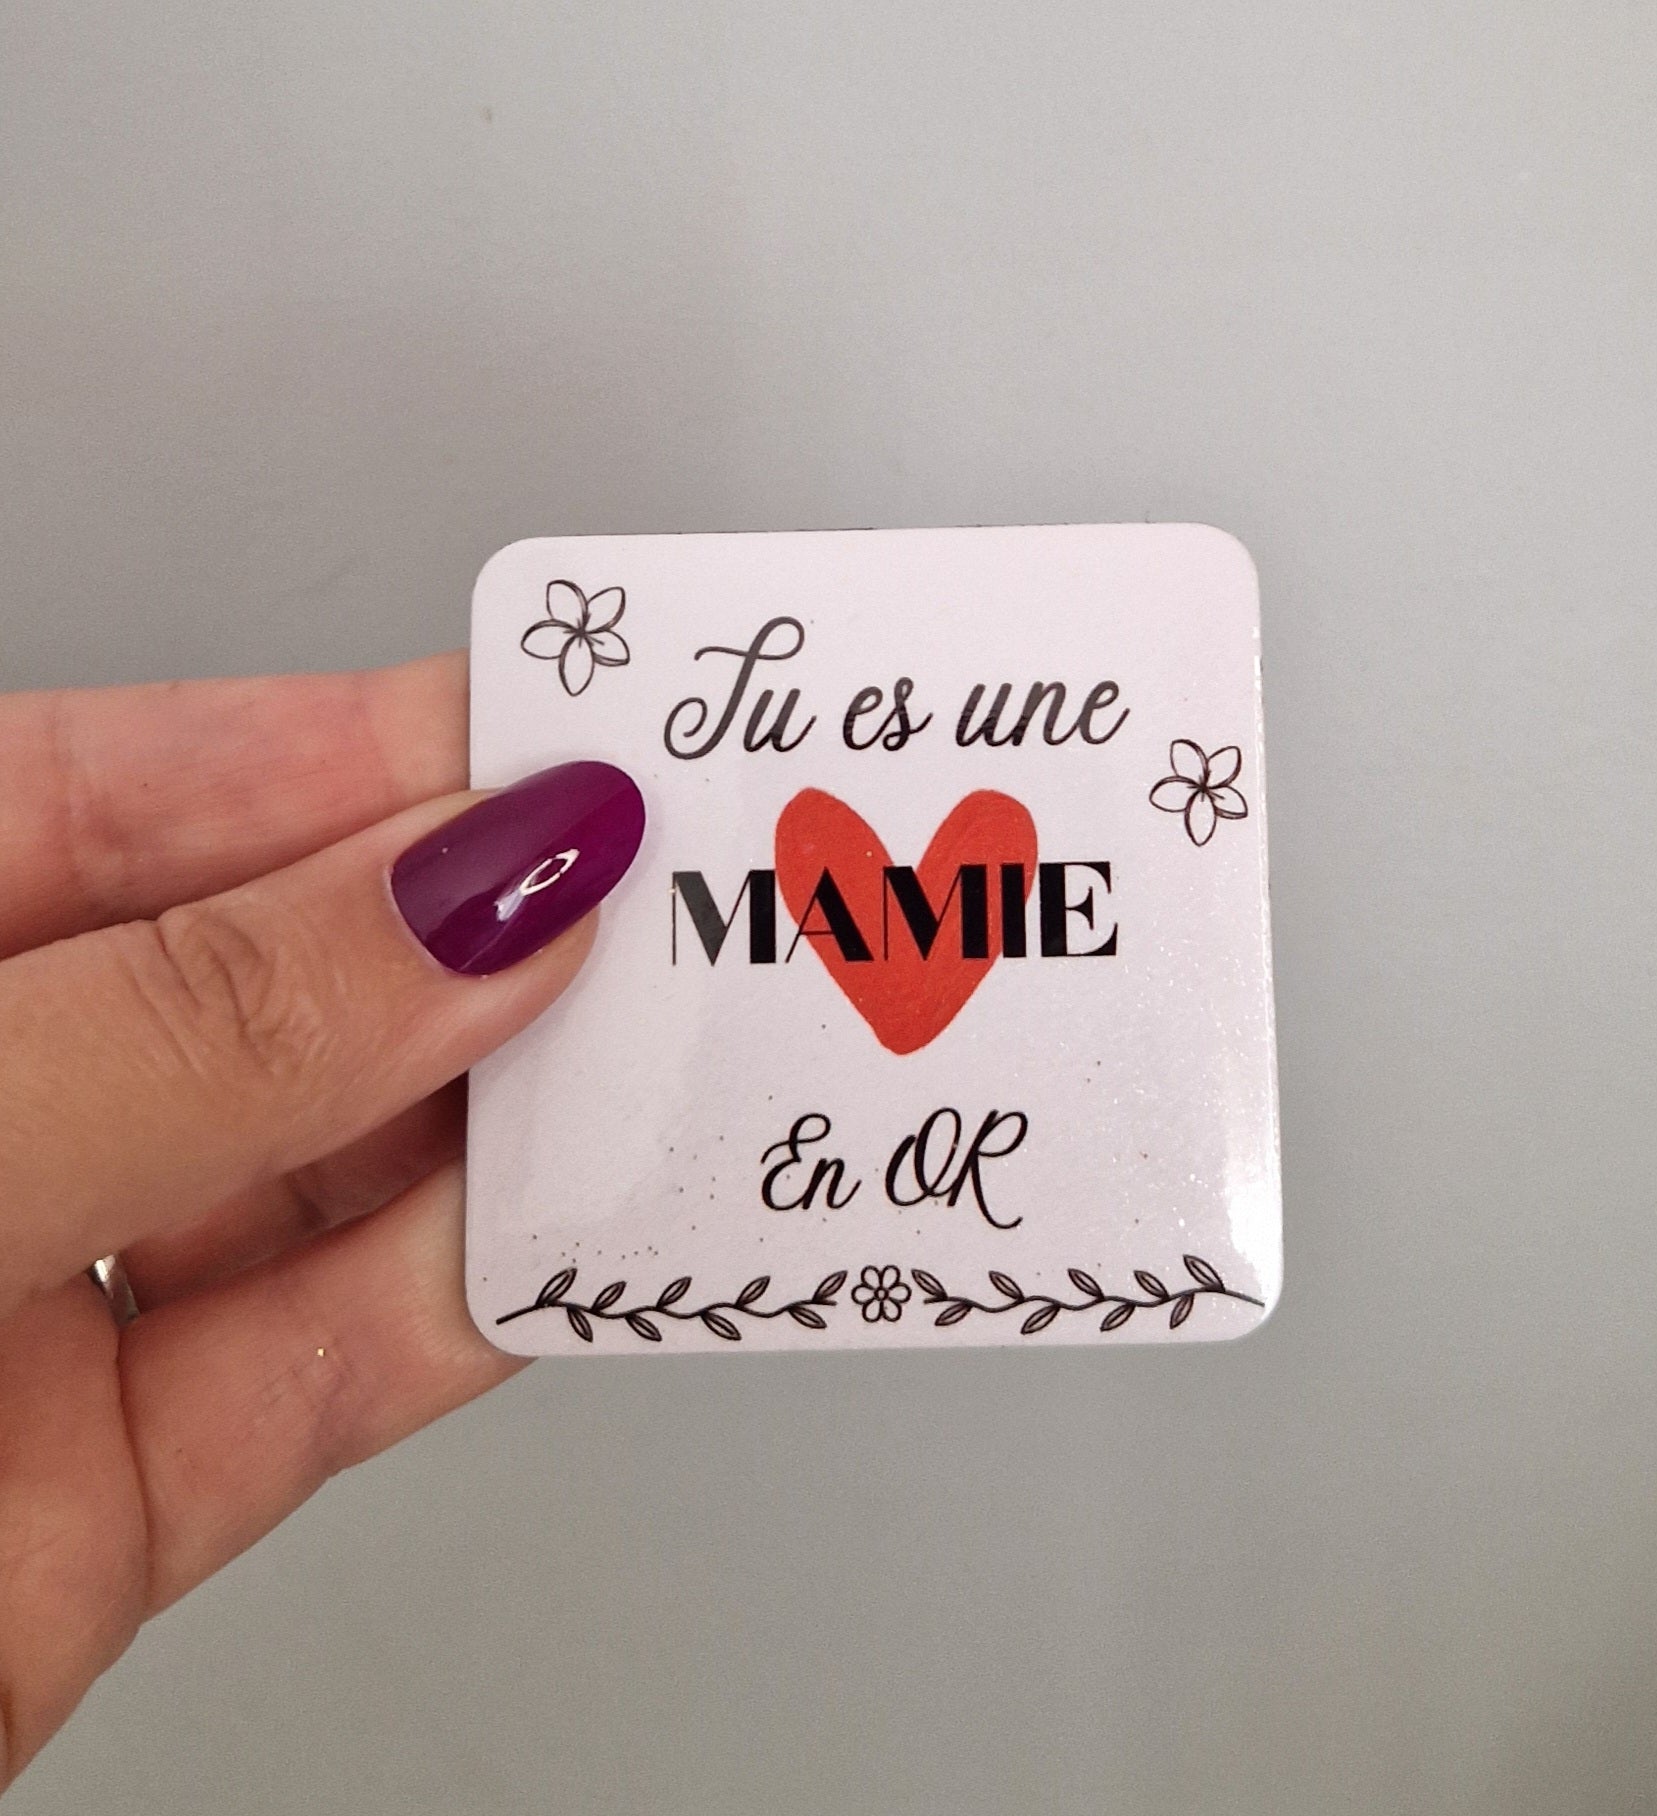 Tu es une
MAMIE
En OR